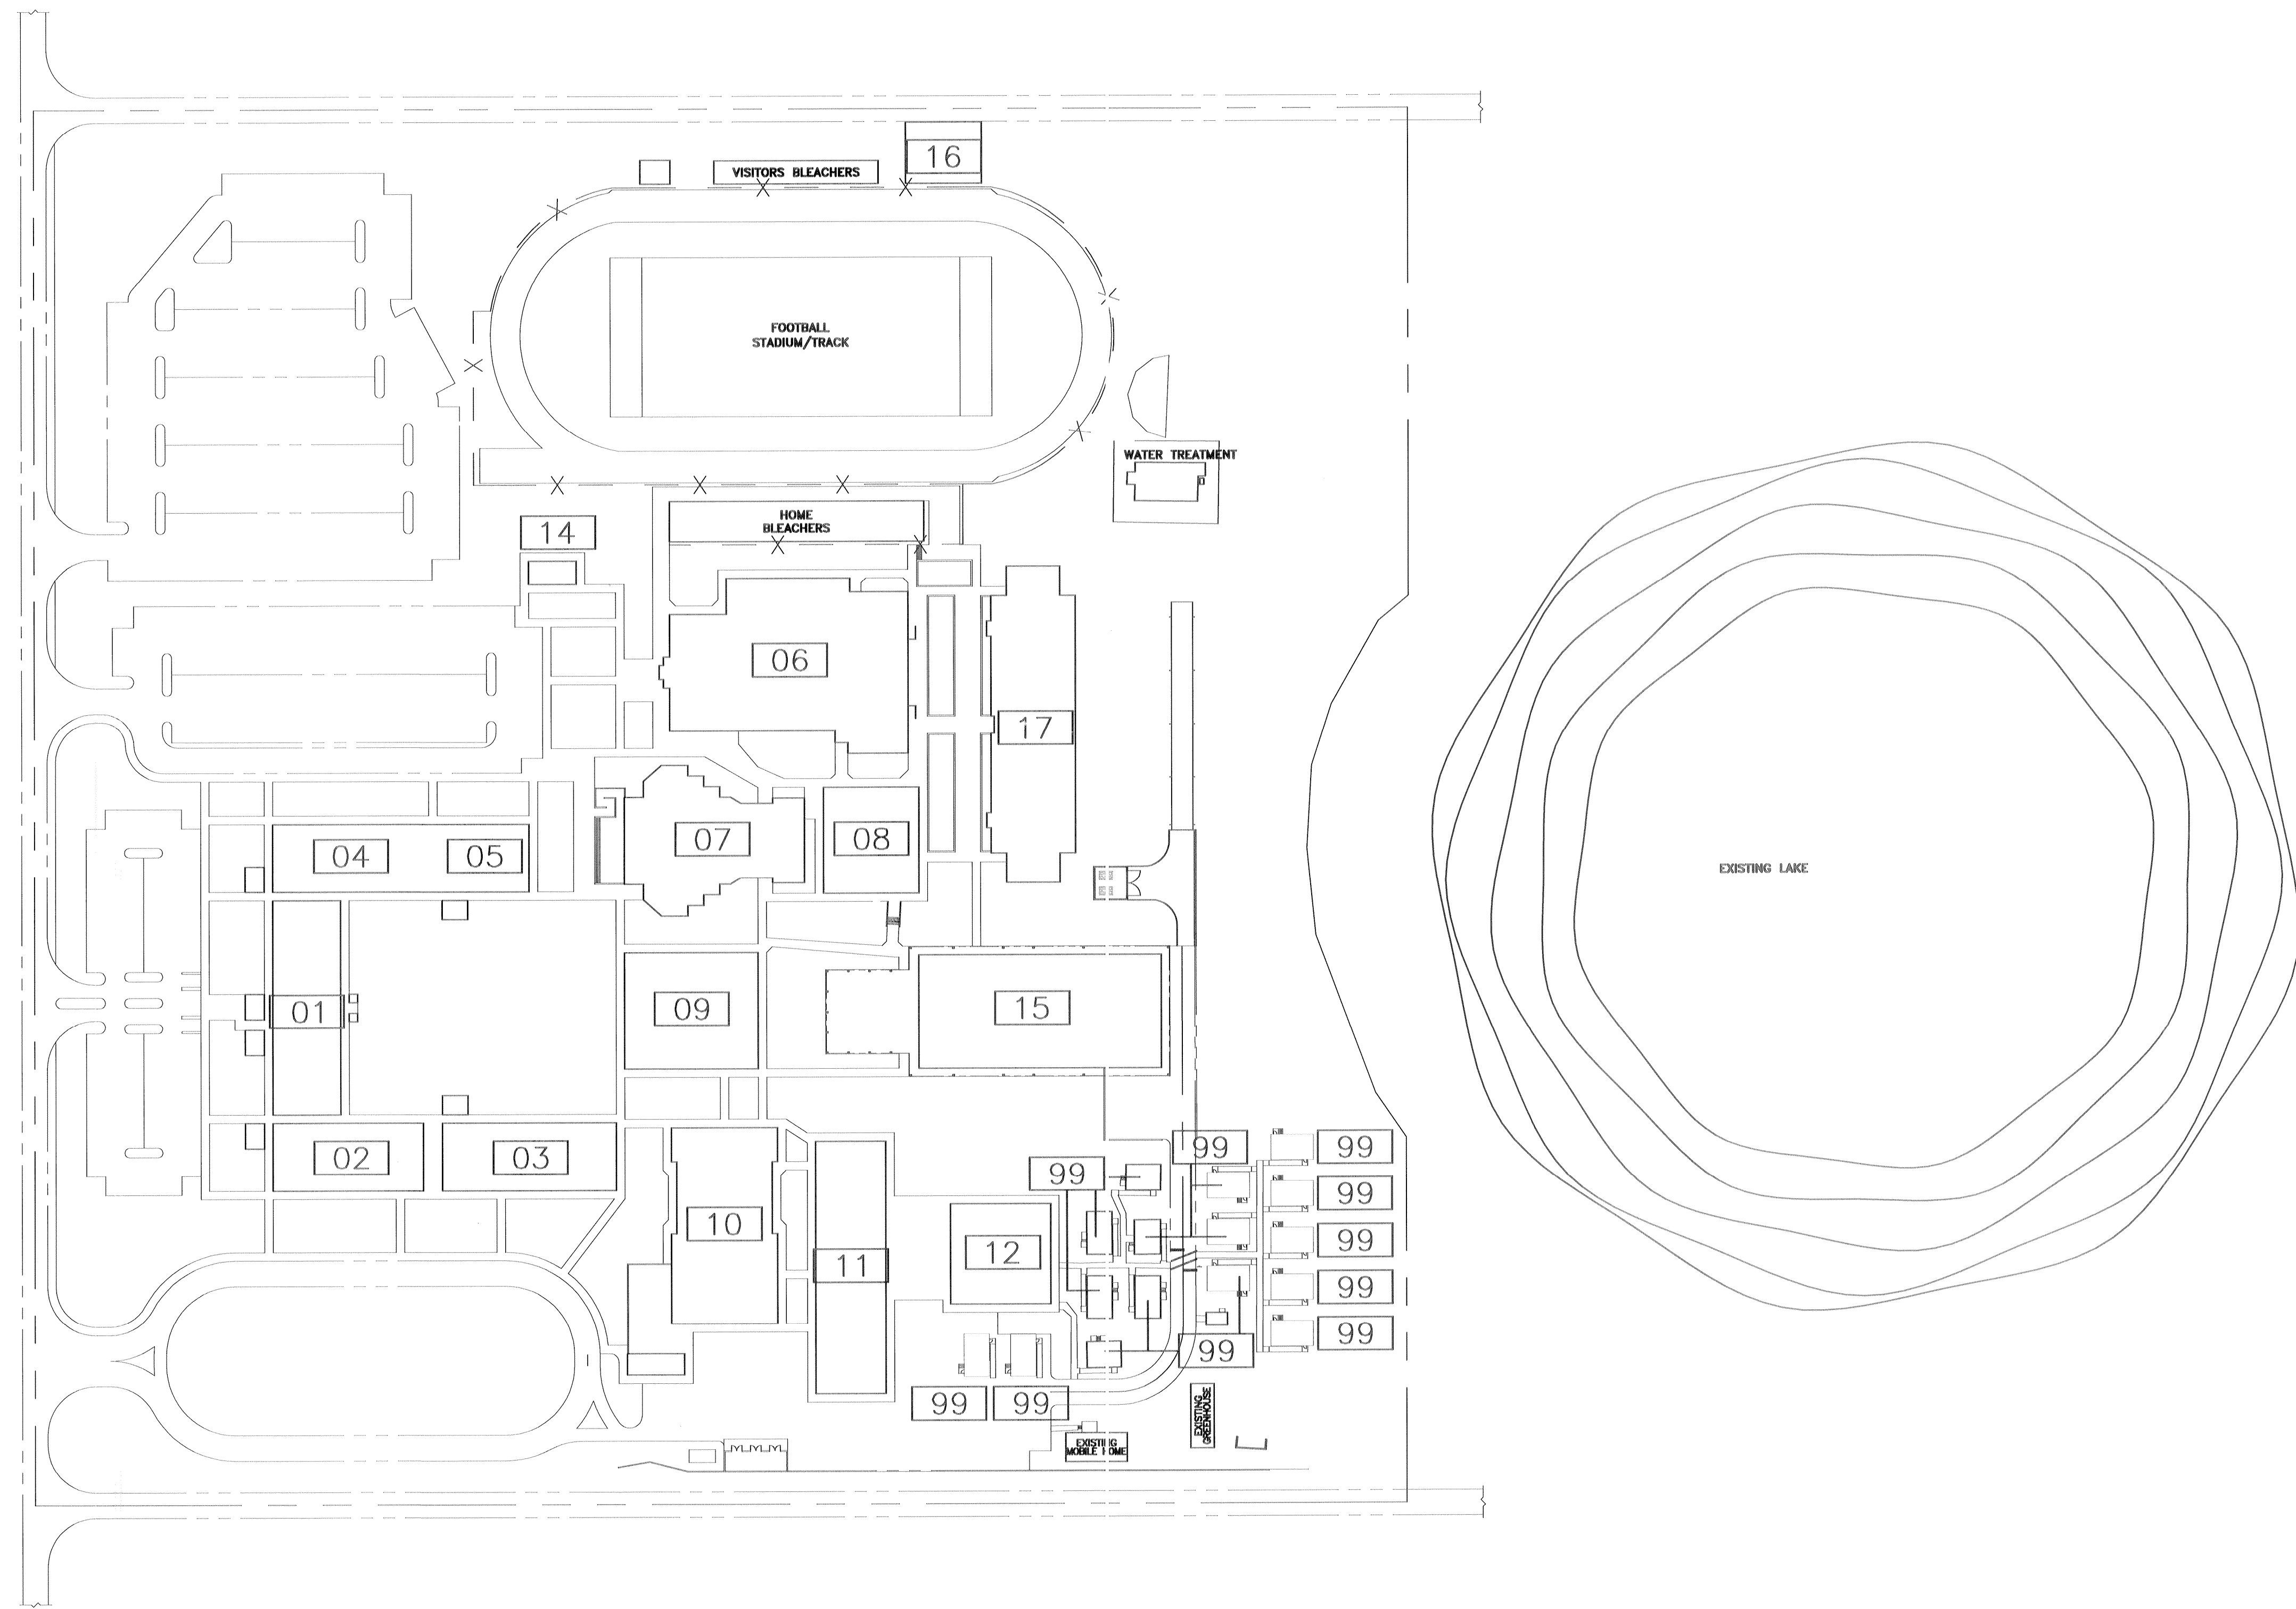 16
VISITORS BLEACHERS
FOOTBALL
STADIUM/TRACK
WATER TREATMENT
HOME
BLEACHERS
14
06
17
07
08
04
05
EXISTING LAKE
09
15
01
99
99
99
02
03
99
10
99
12
99
11
99
99
99
99
99
EXISTING
GREENHOUSE
EXISTING
MOBILE HOME